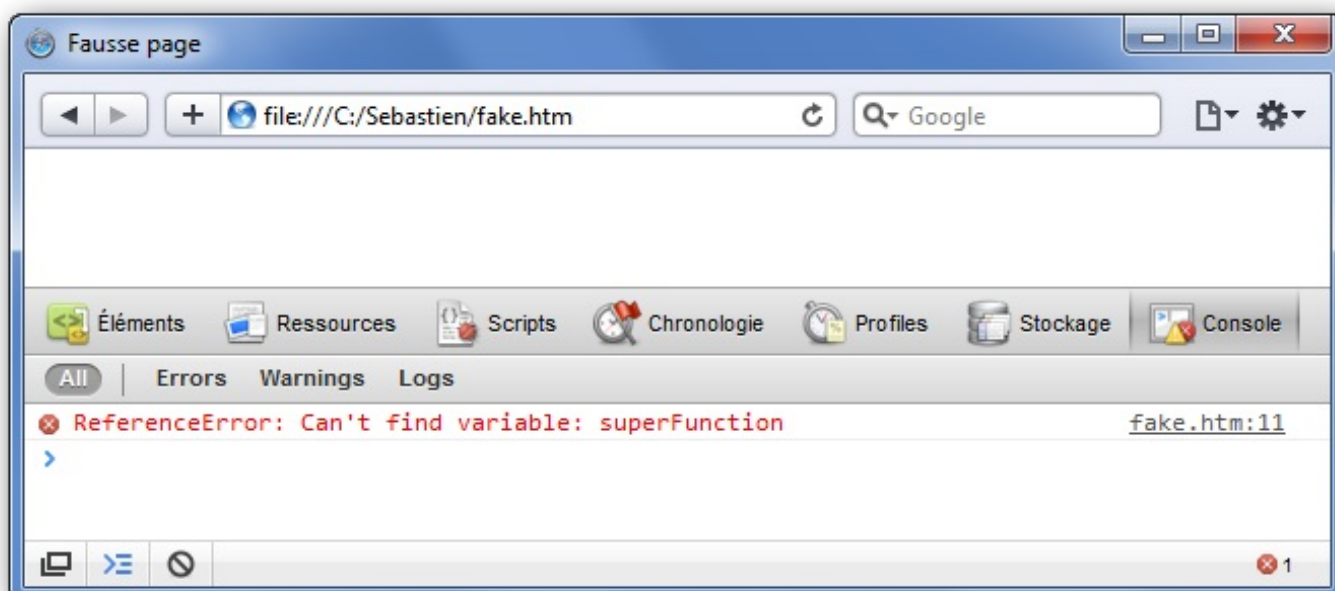 Fausse page
file:///C:/Sebastien/fake.htm Google
Éléments Ressources Scripts Chronologie Profiles Stockage Console
All Errors Warnings Logs
ReferenceError: Can't find variable: superFunction fake.htm:11
1